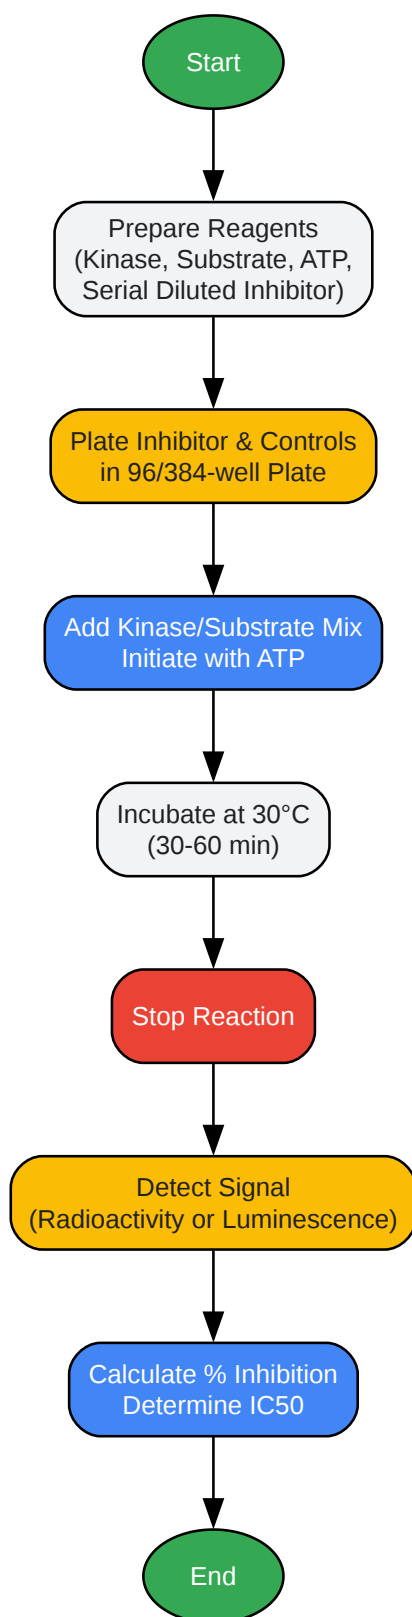 Start
Prepare Reagents
(Kinase, Substrate, ATP,
Serial Diluted Inhibitor)
Plate Inhibitor & Controls
in 96/384-well Plate
Add Kinase/Substrate Mix
Initiate with ATP
Incubate at 30°C
(30-60 min)
Stop Reaction
Detect Signal
(Radioactivity or Luminescence)
Calculate % Inhibition
Determine IC50
End